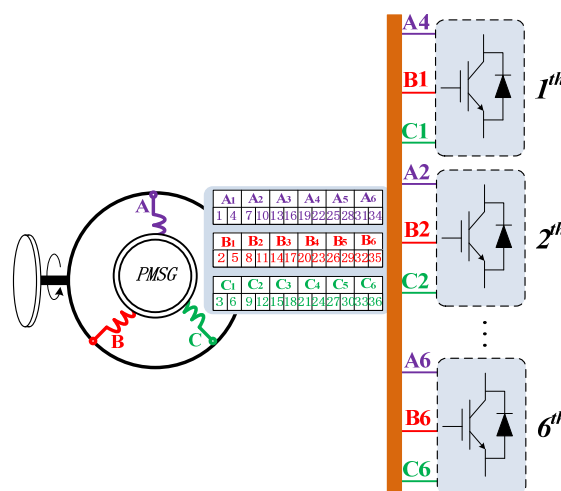 A4
B1
1th
C1
A2
B2
2th
C2
A
PMSG
B
C
A1 A2 A3 A4 A5 A6
1 4 7 10 13 16 19 22 25 28 31 34
B1 B2 B3 B4 B5 B6
2 5 8 11 14 17 20 23 26 29 32 35
C1 C2 C3 C4 C5 C6
3 6 9 12 15 18 21 24 27 30 33 36
A6
B6
6th
C6